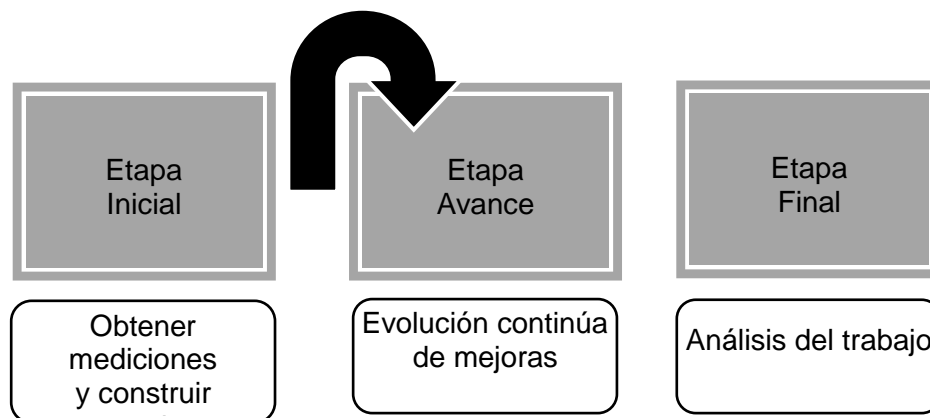 Etapa
Inicial
Etapa
Avance
Etapa
Final
Obtener
mediciones
y construir
Evolución continúa
de mejoras
Análisis del trabajo